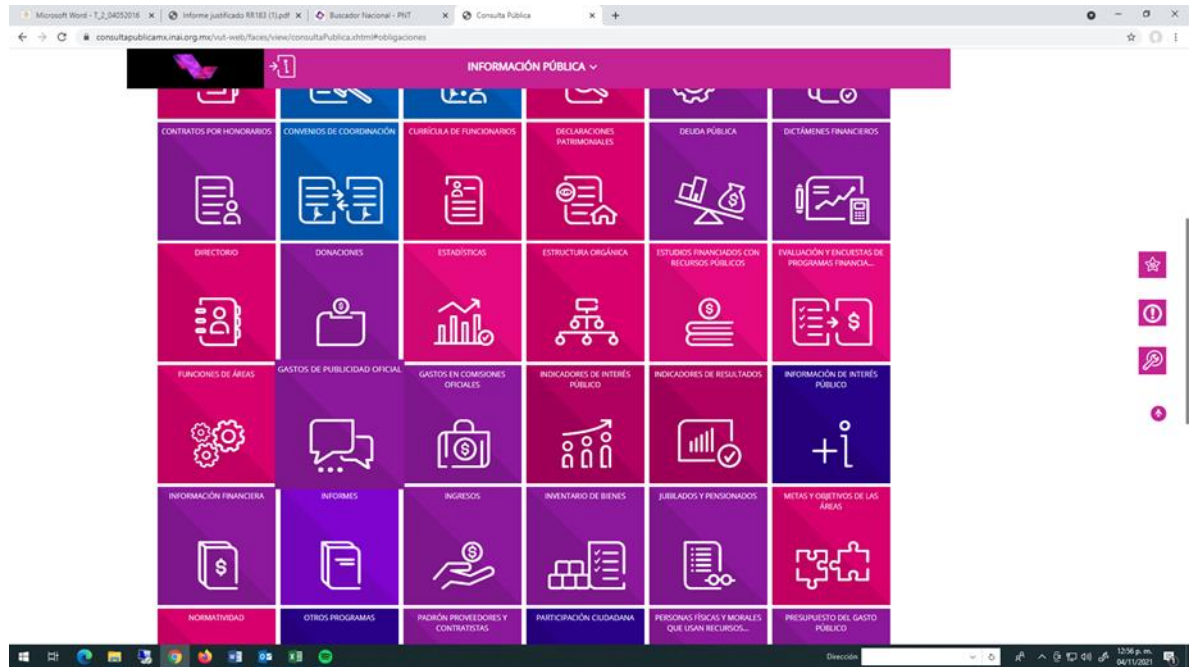 Microsoft Word - T_2_04052016
Informe justificado RR183 (1).pdf
Buscador Nacional - PNT
Consulta Pública
consultapublicamx.inai.org.mx/vut-web/faces/view/consultaPublica.xhtml#obligaciones
INFORMACIÓN PÚBLICA
CONTRATOS POR HONORARIOS
CONVENIOS DE COORDINACIÓN
CURRÍCULA DE FUNCIONARIOS
DECLARACIONES
PATRIMONIALES
DEUDA PÚBLICA
DICTÁMENES FINANCIEROS
DIRECTORIO
DONACIONES
ESTADÍSTICAS
ESTRUCTURA ORGÁNICA
ESTUDIOS FINANCIADOS CON
RECURSOS PÚBLICOS
EVALUACIÓN Y ENCUESTAS DE
PROGRAMAS FINANCIA...
FUNCIONES DE ÁREAS
GASTOS DE PUBLICIDAD OFICIAL
GASTOS EN COMISIONES
OFICIALES
INDICADORES DE INTERÉS
PÚBLICO
INDICADORES DE RESULTADOS
INFORMACIÓN DE INTERÉS
PÚBLICO
+i
INFORMACIÓN FINANCIERA
INFORMES
INGRESOS
INVENTARIO DE BIENES
JUBILADOS Y PENSIONADOS
METAS Y OBJETIVOS DE LAS
ÁREAS
NORMATIVIDAD
OTROS PROGRAMAS
PADRÓN PROVEEDORES Y
CONTRATISTAS
PARTICIPACIÓN CIUDADANA
PERSONAS FÍSICAS Y MORALES
QUE USAN RECURSOS...
PRESUPUESTO DEL GASTO
PÚBLICO
Dirección
12:56 p. m.
04/11/2021